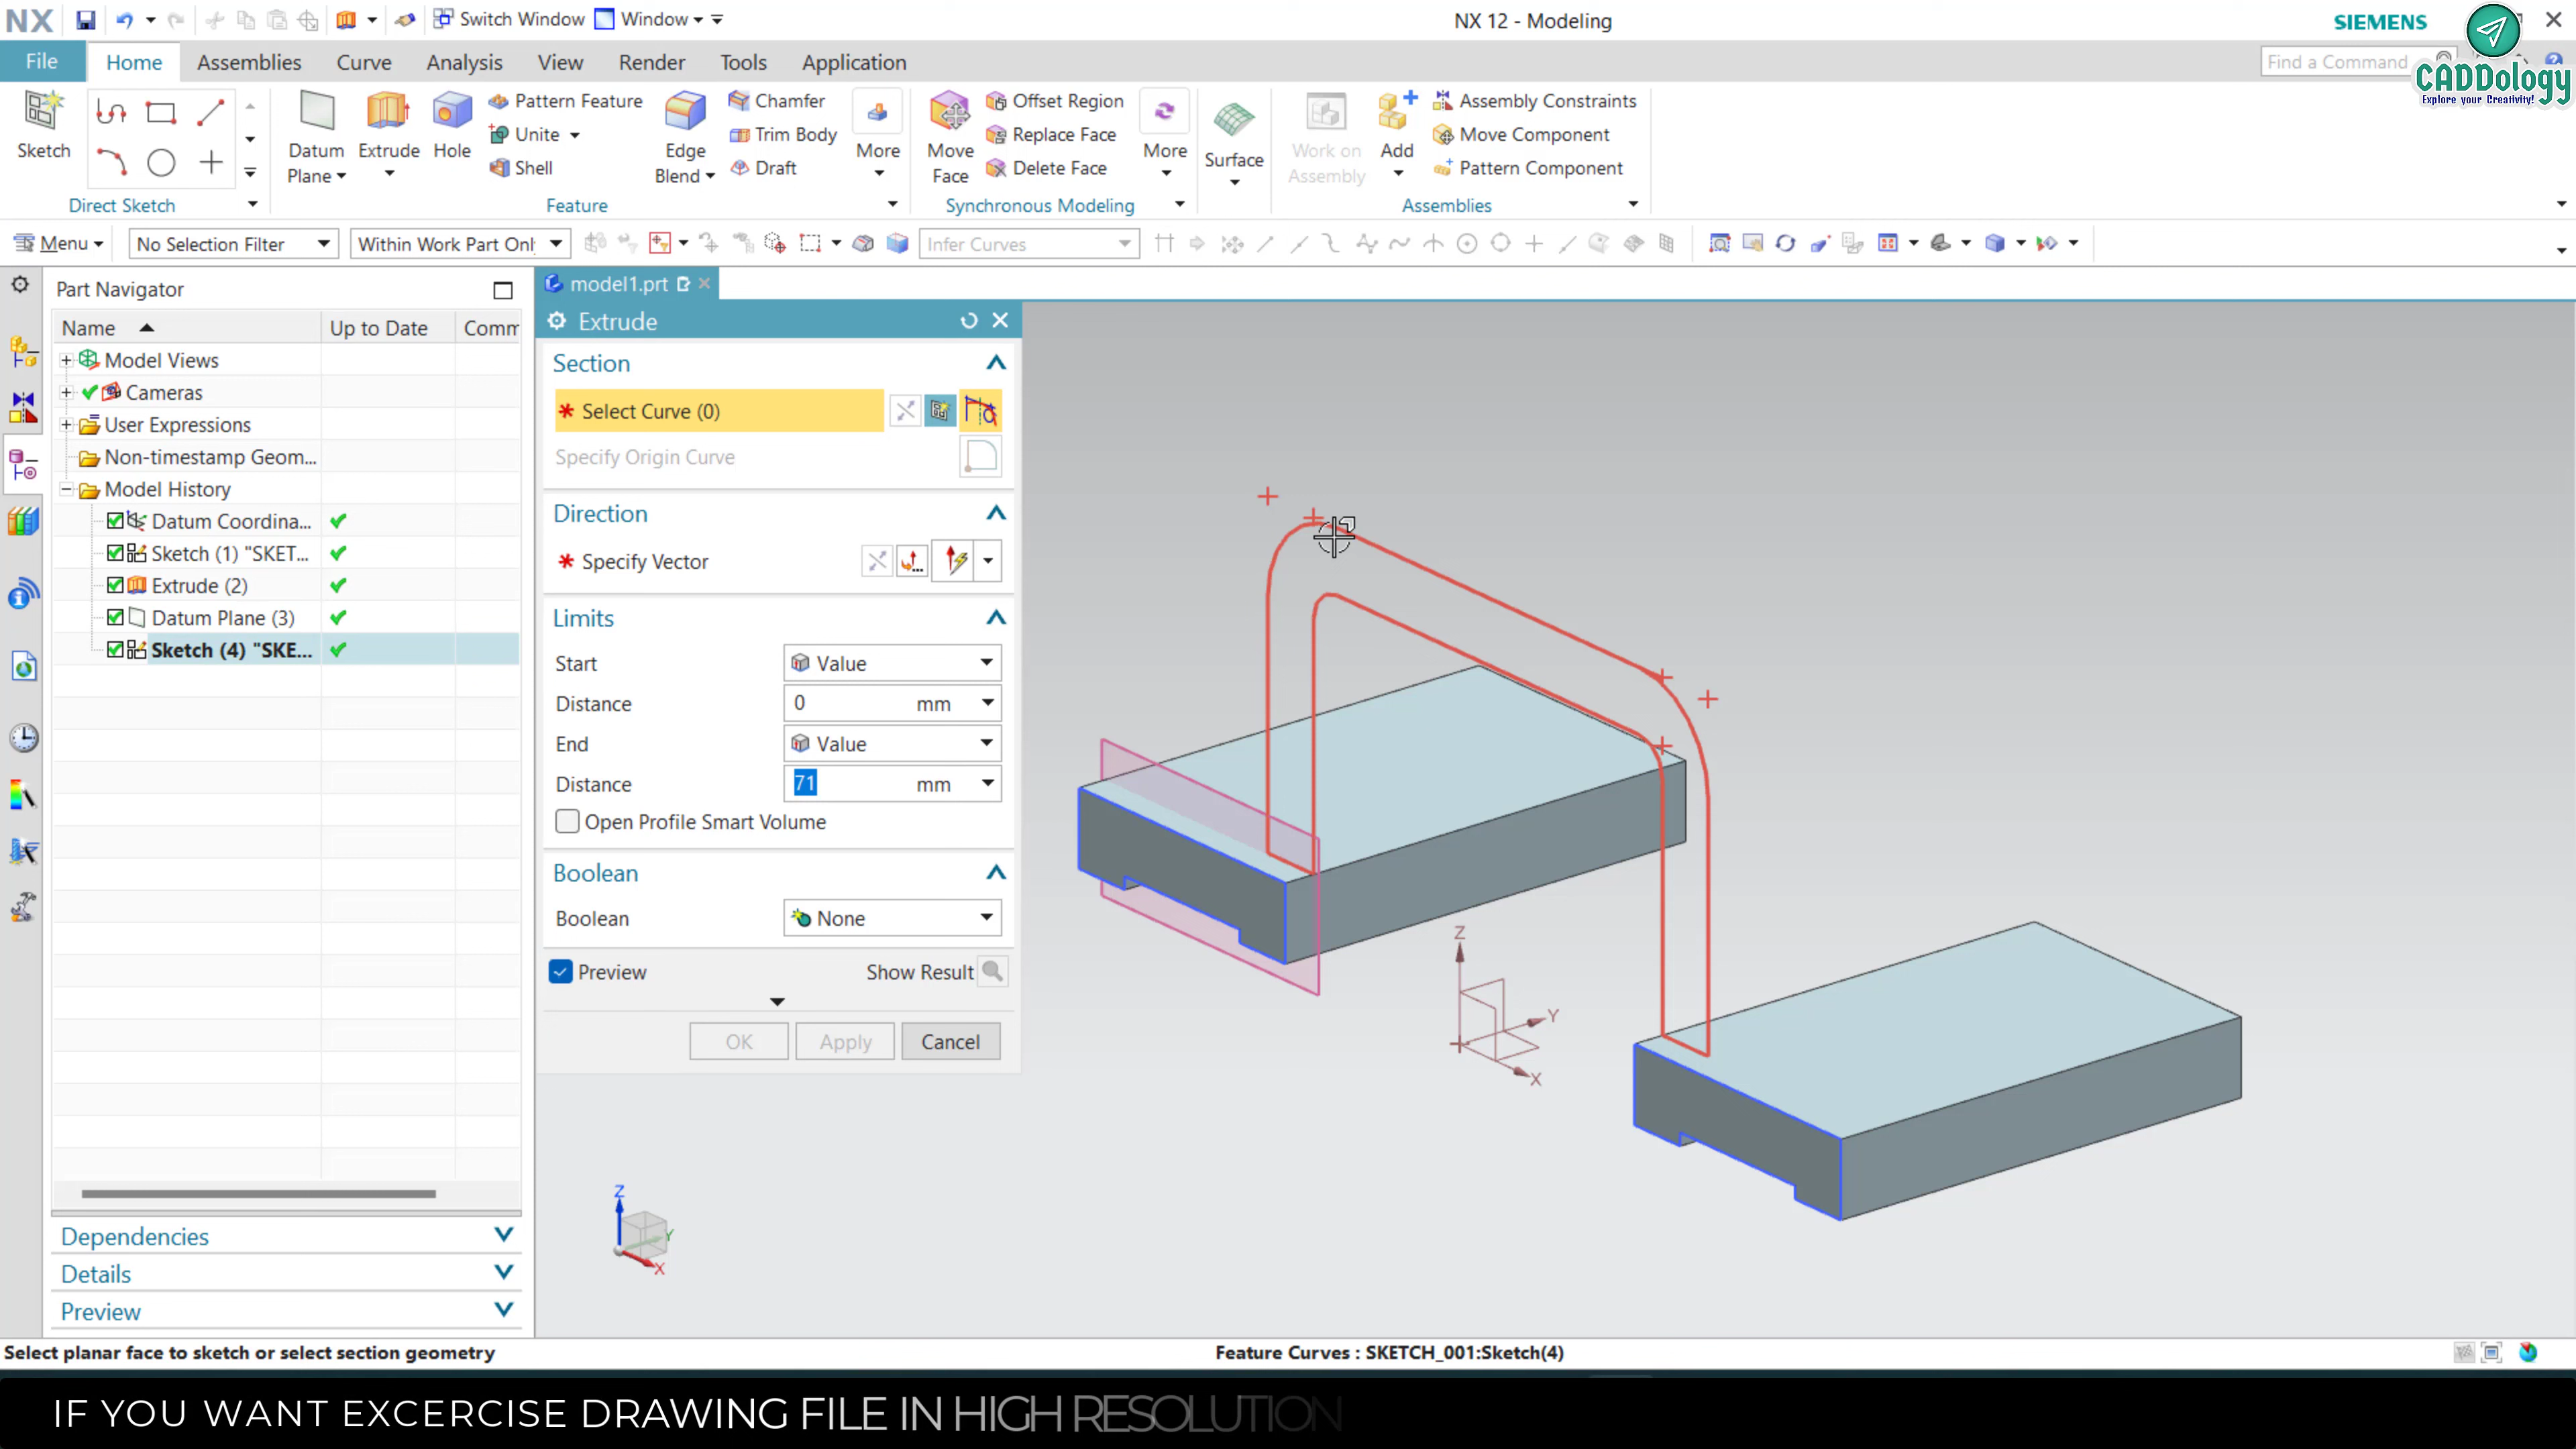 NX
Switch Window
Window
NX 12 - Modeling
SIEMENS
File
Home
Assemblies
Curve
Analysis
View
Render
Tools
Application
Find a Command
CADDology
Explore your Creativity!
Sketch
Direct Sketch
Datum
Plane
Extrude
Hole
Pattern Feature
Unite
Shell
Edge
Blend
Chamfer
Trim Body
Draft
More
Feature
Move
Face
Offset Region
Replace Face
Delete Face
More
Synchronous Modeling
Surface
Work on
Assembly
Add
Assembly Constraints
Move Component
Pattern Component
Assemblies
Menu
No Selection Filter
Within Work Part Onl
Infer Curves
Part Navigator
Name
Up to Date
Comm
Model Views
Cameras
User Expressions
Non-timestamp Geom...
Model History
Datum Coordina...
Sketch (1) "SKET...
Extrude (2)
Datum Plane (3)
Sketch (4) "SKE...
Dependencies
Details
Preview
model1.prt
Extrude
Section
* Select Curve (0)
Specify Origin Curve
Direction
* Specify Vector
Limits
Start
Value
Distance
0 mm
End
Value
Distance
71 mm
Open Profile Smart Volume
Boolean
Boolean
None
Preview
Show Result
OK
Apply
Cancel
Z
Y
X
Z
Y
X
Select planar face to sketch or select section geometry
Feature Curves : SKETCH_001:Sketch(4)
IF YOU WANT EXCERCISE DRAWING FILE IN HIGH RESOLUTION